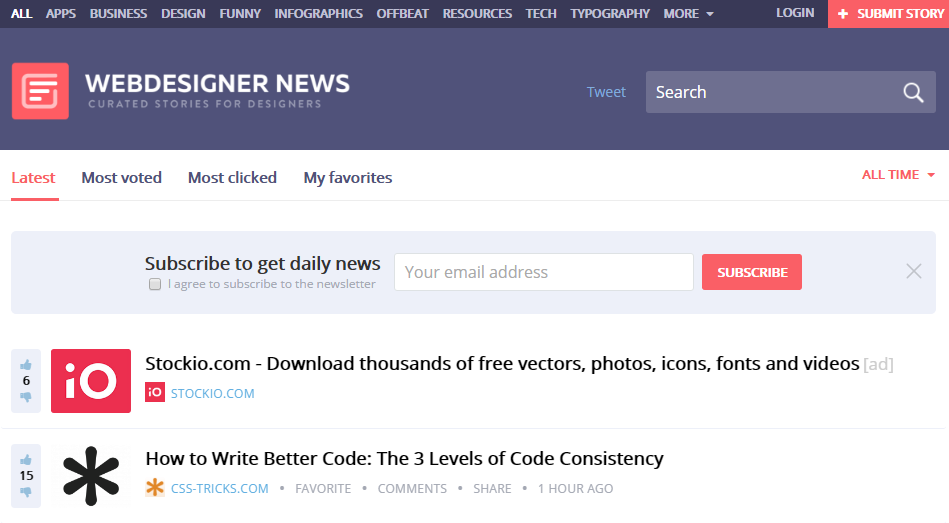 ALL APPS BUSINESS DESIGN FUNNY INFOGRAPHICS OFFBEAT RESOURCES TECH TYPOGRAPHY MORE LOGIN + SUBMIT STORY
WEBDESIGNER NEWS
CURATED STORIES FOR DESIGNERS
Tweet
Search
Latest Most voted Most clicked My favorites ALL TIME
Subscribe to get daily news
I agree to subscribe to the newsletter
Your email address
SUBSCRIBE
6
iO
Stockio.com - Download thousands of free vectors, photos, icons, fonts and videos [ad]
iO STOCKIO.COM
15
How to Write Better Code: The 3 Levels of Code Consistency
CSS-TRICKS.COM • FAVORITE • COMMENTS • SHARE • 1 HOUR AGO